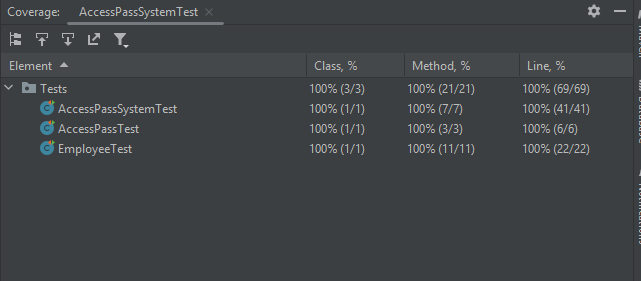 Coverage: AccessPassSystemTest
Element Class, % Method, % Line, %
Tests 100% (3/3) 100% (21/21) 100% (69/69)
AccessPassSystemTest 100% (1/1) 100% (7/7) 100% (41/41)
AccessPassTest 100% (1/1) 100% (3/3) 100% (6/6)
EmployeeTest 100% (1/1) 100% (11/11) 100% (22/22)